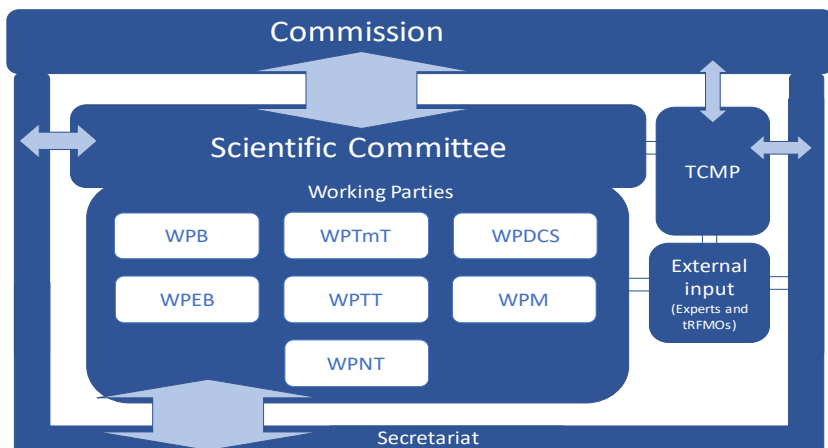 Commission
Scientific Committee
TCMP
Working Parties
WPB
WPTmT
WPDCS
WPEB
WPTT
WPM
WPNT
External
input
(Experts and
tRFMOs)
Secretariat